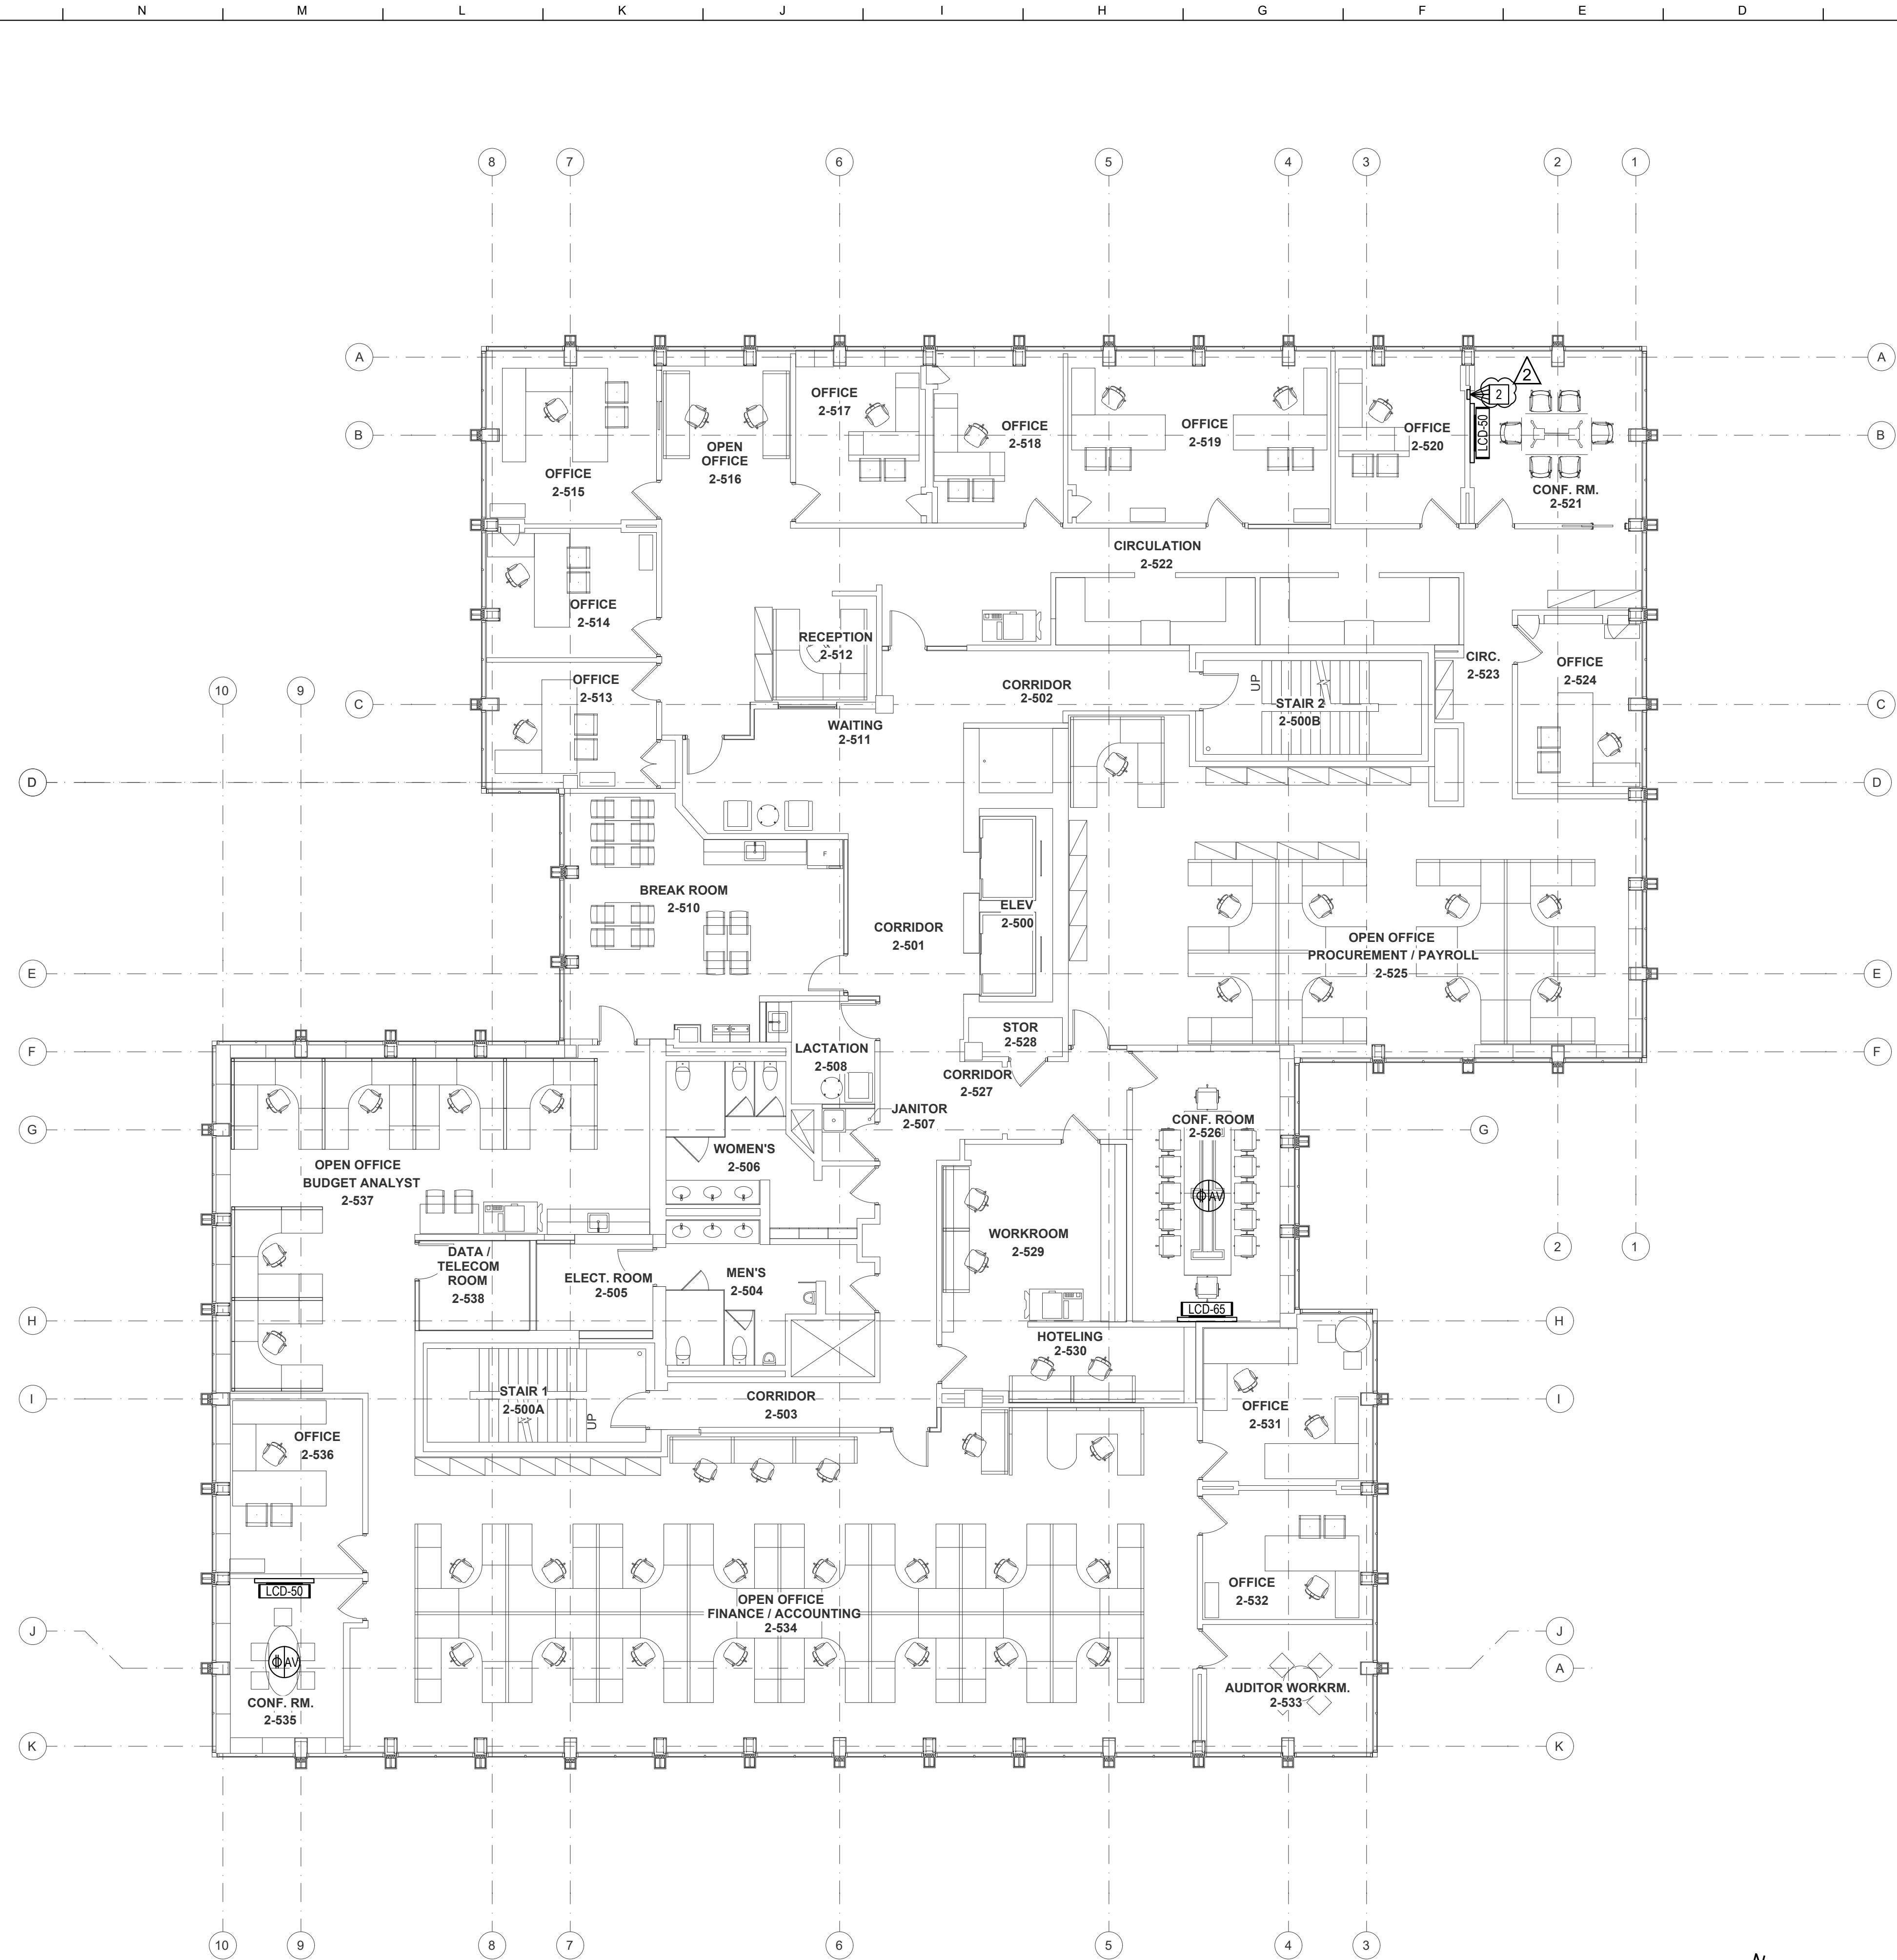 N M L K J I H G F E D
8 7 6 5 4 3 2 1
A A
OFFICE
2-517
2
2
B B
OPEN
OFFICE
2-516
OFFICE
2-518
OFFICE
2-519
OFFICE
2-520
LCD-50
OFFICE
2-515
CONF. RM.
2-521
CIRCULATION
2-522
OFFICE
2-514
RECEPTION
2-512
CIRC.
2-523
OFFICE
2-524
OFFICE
2-513
CORRIDOR
2-502
UP
STAIR 2
2-500B
10 9
C C
WAITING
2-511
D D
F
BREAK ROOM
2-510
ELEV
2-500
CORRIDOR
2-501
OPEN OFFICE
PROCUREMENT / PAYROLL
2-525
E E
STOR
2-528
LACTATION
2-508
F F
CORRIDOR
2-527
JANITOR
2-507
CONF. ROOM
2-526
G G
WOMEN'S
2-506
OPEN OFFICE
BUDGET ANALYST
2-537
AV
WORKROOM
2-529
2 1
DATA /
TELECOM
ROOM
2-538
ELECT. ROOM
2-505
MEN'S
2-504
LCD-65
H H
HOTELING
2-530
STAIR 1
2-500A
UP
CORRIDOR
2-503
I I
OFFICE
2-531
OFFICE
2-536
LCD-50
OFFICE
2-532
OPEN OFFICE
FINANCE / ACCOUNTING
2-534
J J
AV
A
AUDITOR WORKRM.
2-533
CONF. RM.
2-535
K K
10 9 8 7 6 5 4 3